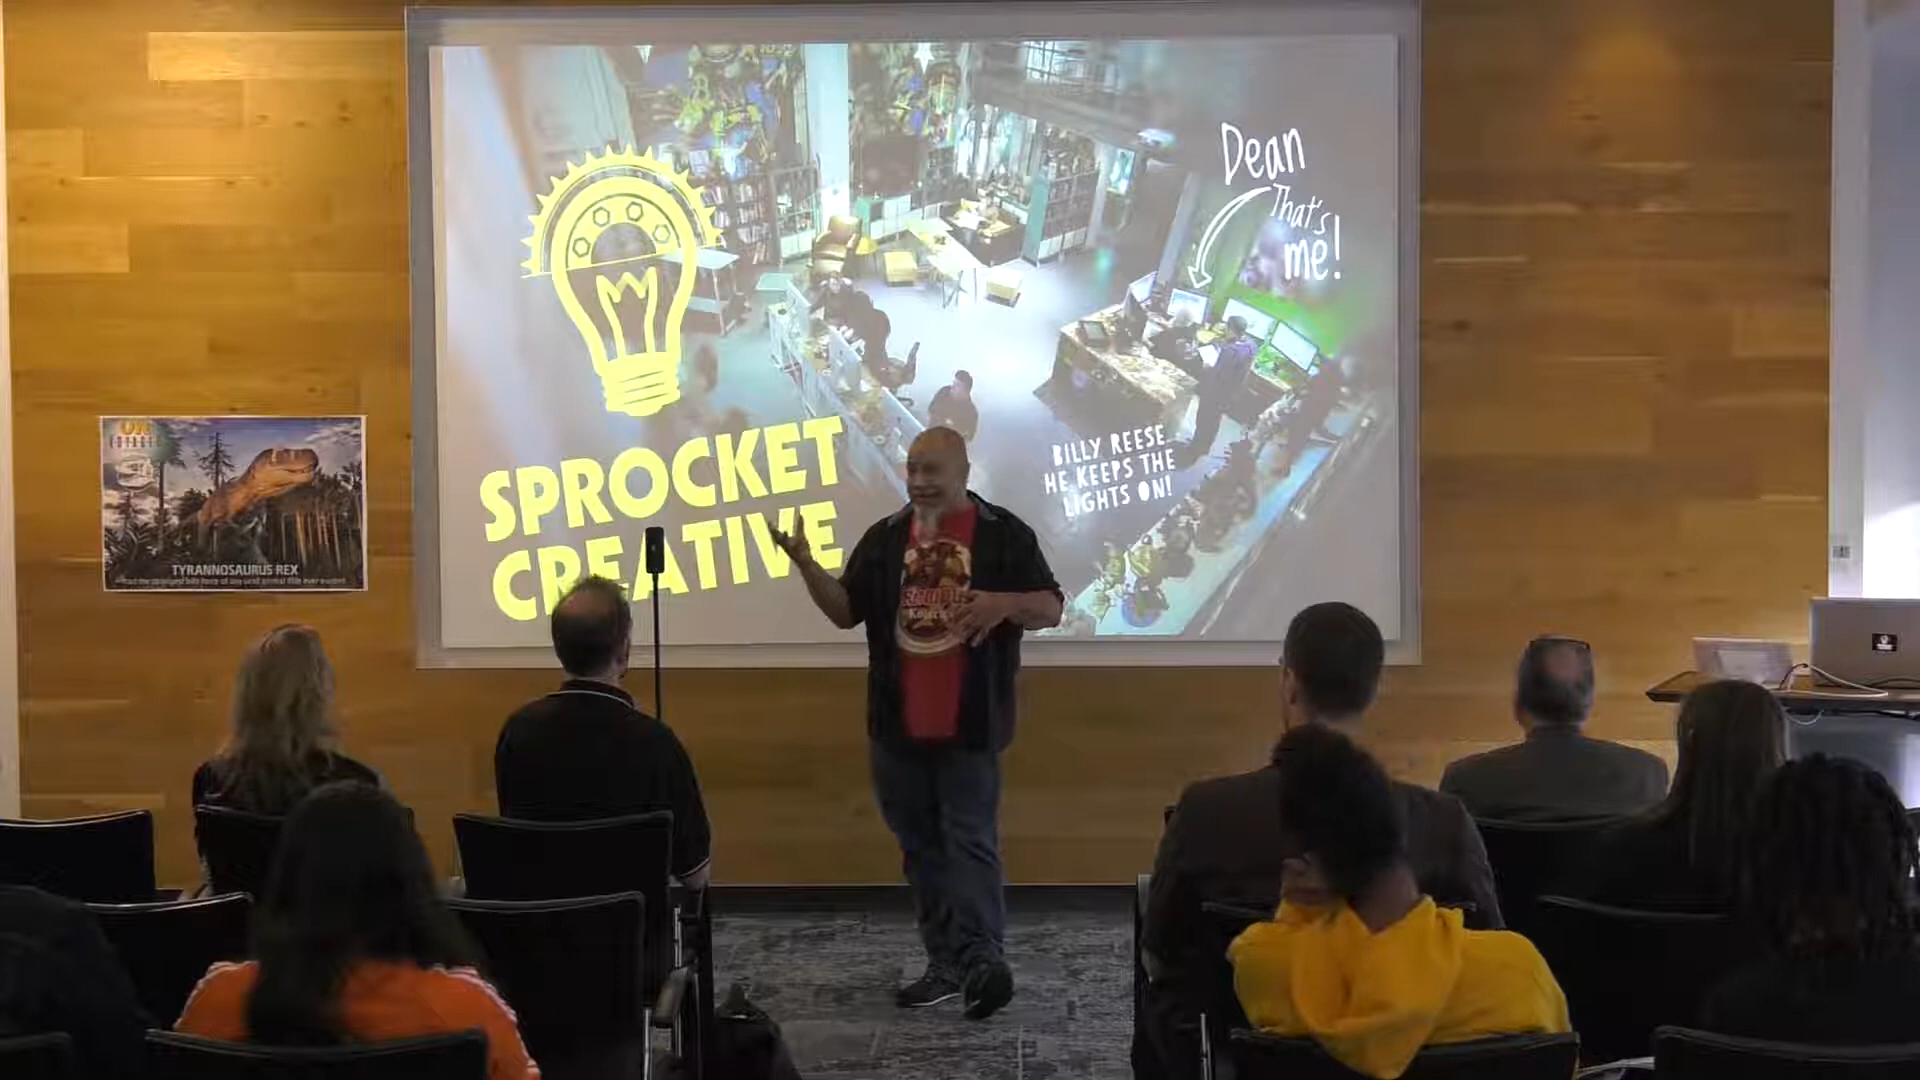 Dean
That's
me!
SPROCKET
CREATIVE
BILLY REESE
HE KEEPS THE
LIGHTS ON!
TYRANNOSAURUS REX